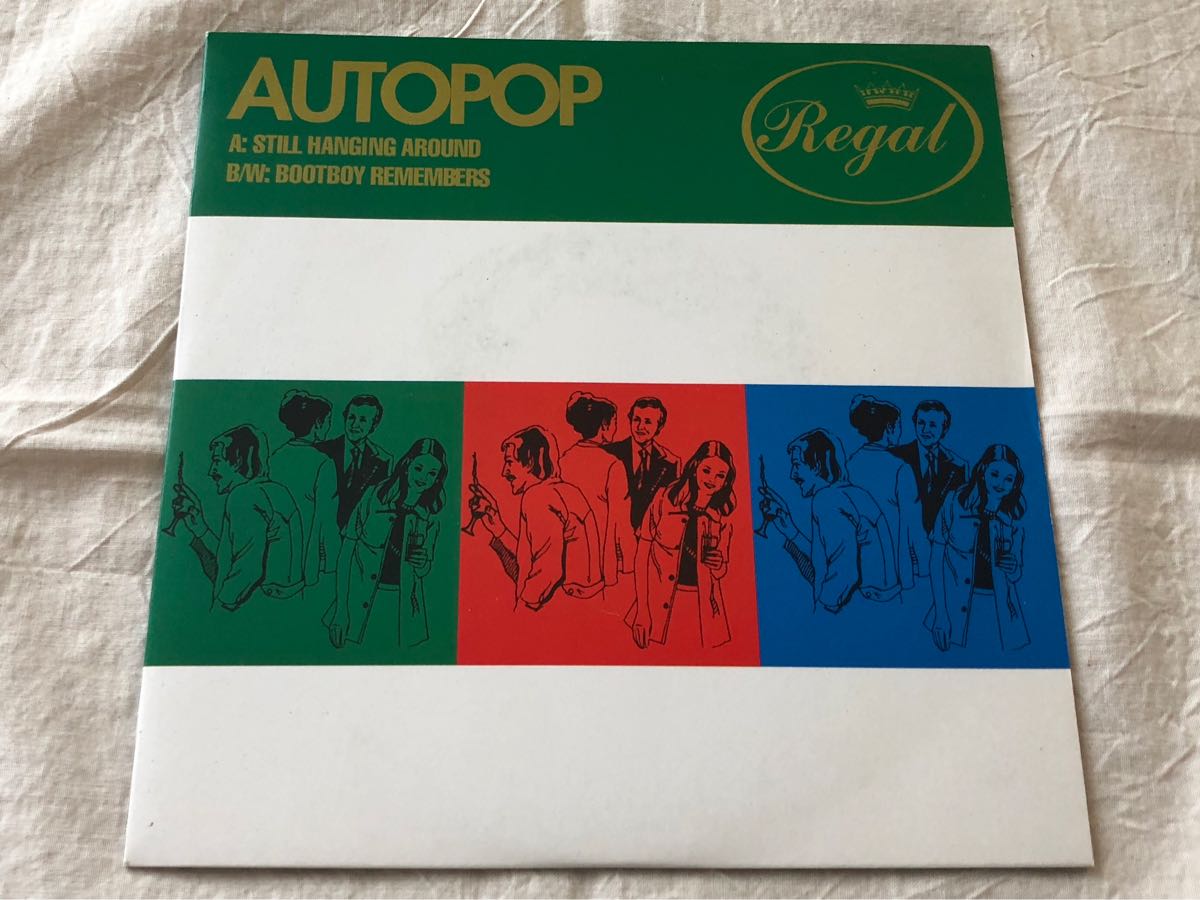 AUTOPOP
A: STILL HANGING AROUND
B/W: BOOTBOY REMEMBERS
Regal